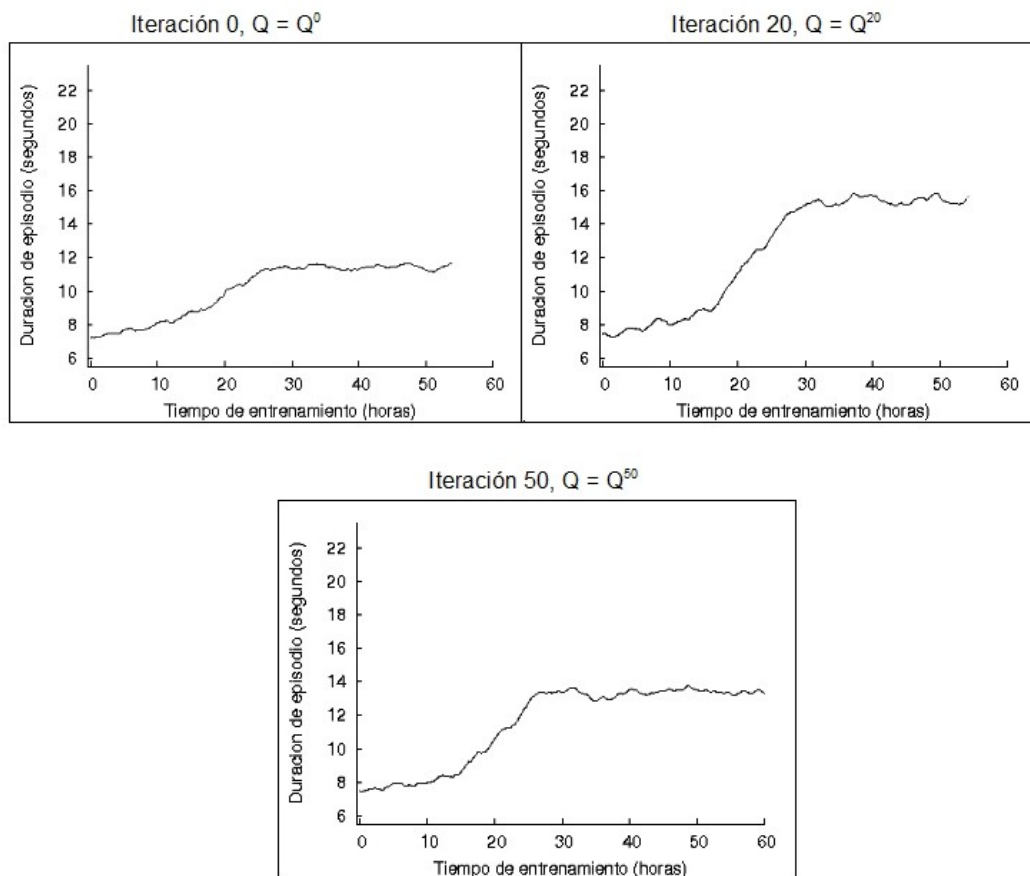 Iteración 0, Q = Q⁰
Duracion de episodio (segundos)
22
20
18
16
14
12
10
8
6
0 10 20 30 40 50 60
Tiempo de entrenamiento (horas)
Iteración 20, Q = Q²⁰
Duracion de episodio (segundos)
22
20
18
16
14
12
10
8
6
0 10 20 30 40 50 60
Tiempo de entrenamiento (horas)
Iteración 50, Q = Q⁵⁰
Duracion de episodio (segundos)
22
20
18
16
14
12
10
8
6
0 10 20 30 40 50 60
Tiempo de entrenamiento (horas)